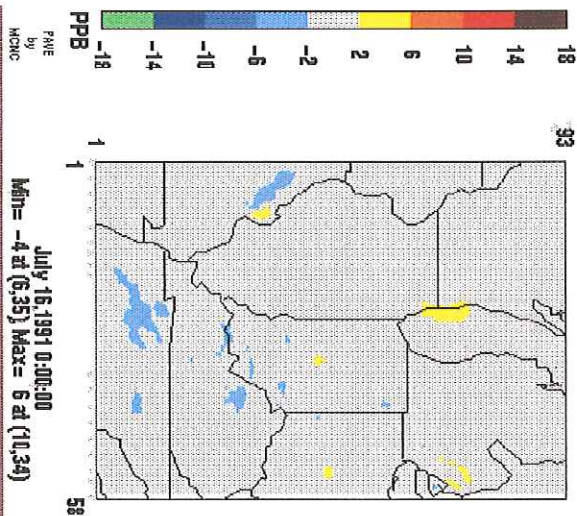 18
14
10
6
2
-2
-6
-10
-14
-18
PPB
PAVE
by
MCNC
93
1
1
58
July 16,1991 0:00:00
Min= -4 at (6,35), Max= 6 at (10,34)